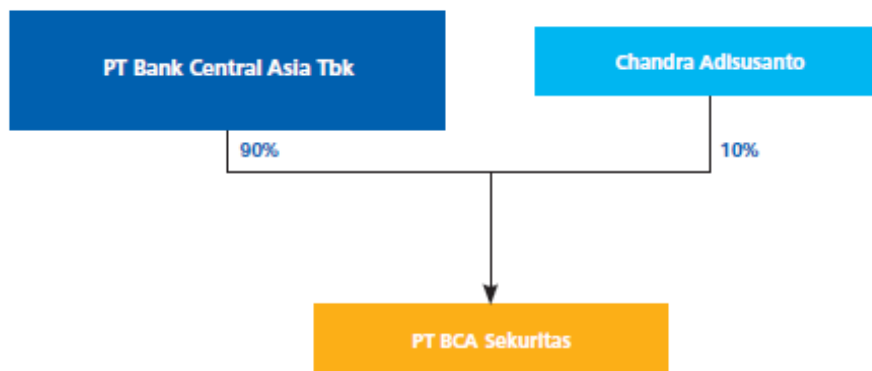 PT Bank Central Asia Tbk
Chandra Adisusanto
90%
10%
PT BCA Sekuritas